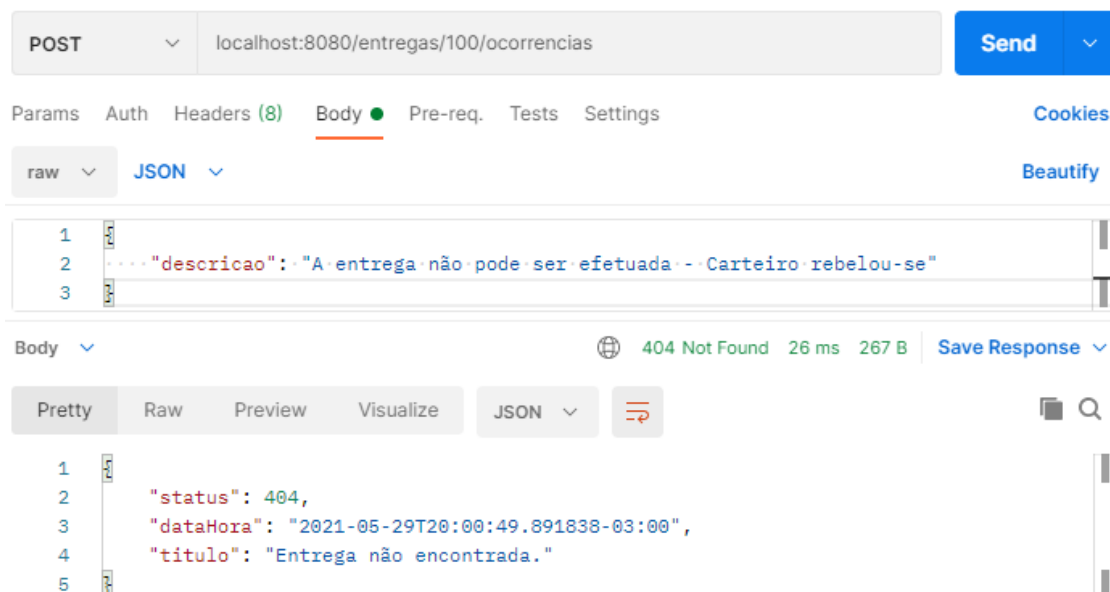 POST localhost:8080/entregas/100/ocorrencias Send
Params Auth Headers (8) Body Pre-req. Tests Settings Cookies
raw JSON Beautify
1 {
2 "descricao": "A entrega não pode ser efetuada - Carteiro rebelou-se"
3 }
Body 404 Not Found 26 ms 267 B Save Response
Pretty Raw Preview Visualize JSON
1 {
2 "status": 404,
3 "dataHora": "2021-05-29T20:00:49.891838-03:00",
4 "titulo": "Entrega não encontrada."
5 }